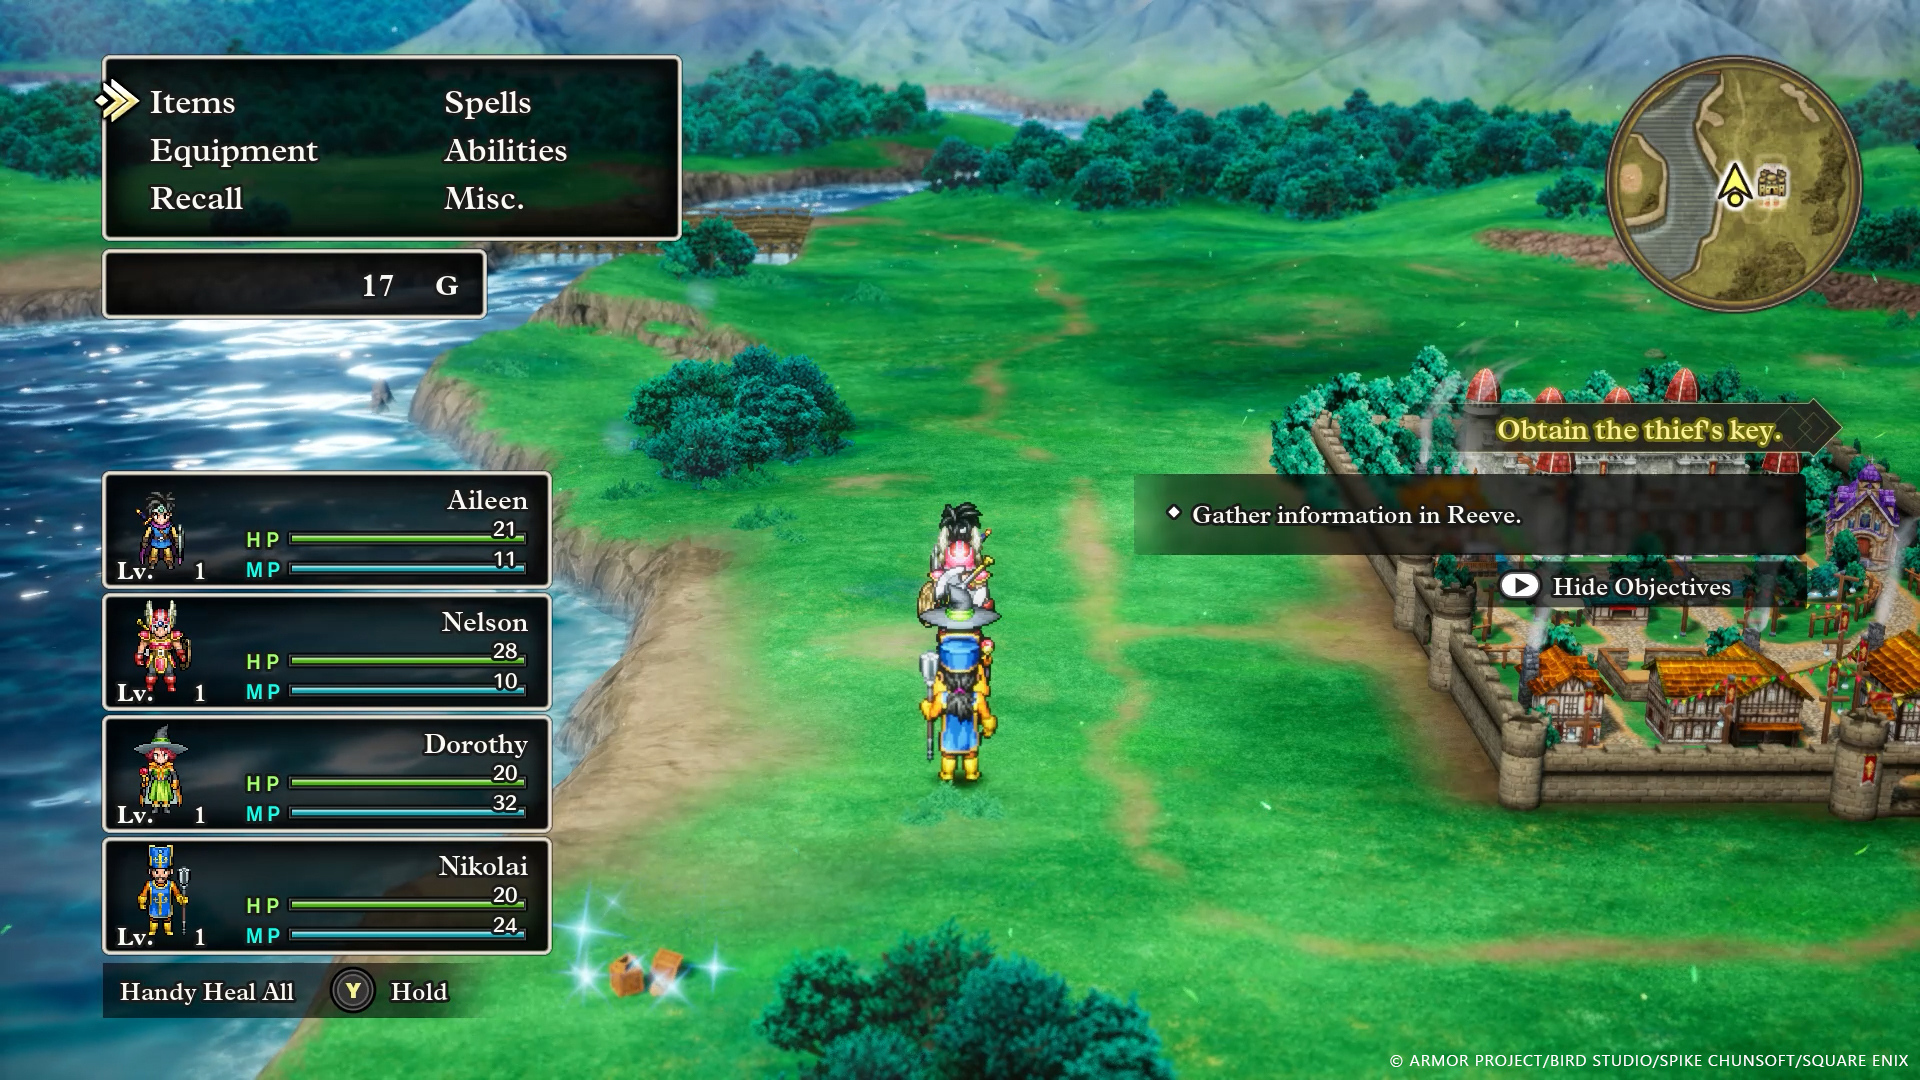 Items Spells
Equipment Abilities
Recall Misc.
17 G
Obtain the thief's key.
Gather information in Reeve.
Hide Objectives
Aileen
HP 21
Lv. 1 MP 11
Nelson
HP 28
Lv. 1 MP 10
Dorothy
HP 20
Lv. 1 MP 32
Nikolai
HP 20
Lv. 1 MP 24
Handy Heal All Y Hold
© ARMOR PROJECT/BIRD STUDIO/SPIKE CHUNSOFT/SQUARE ENIX